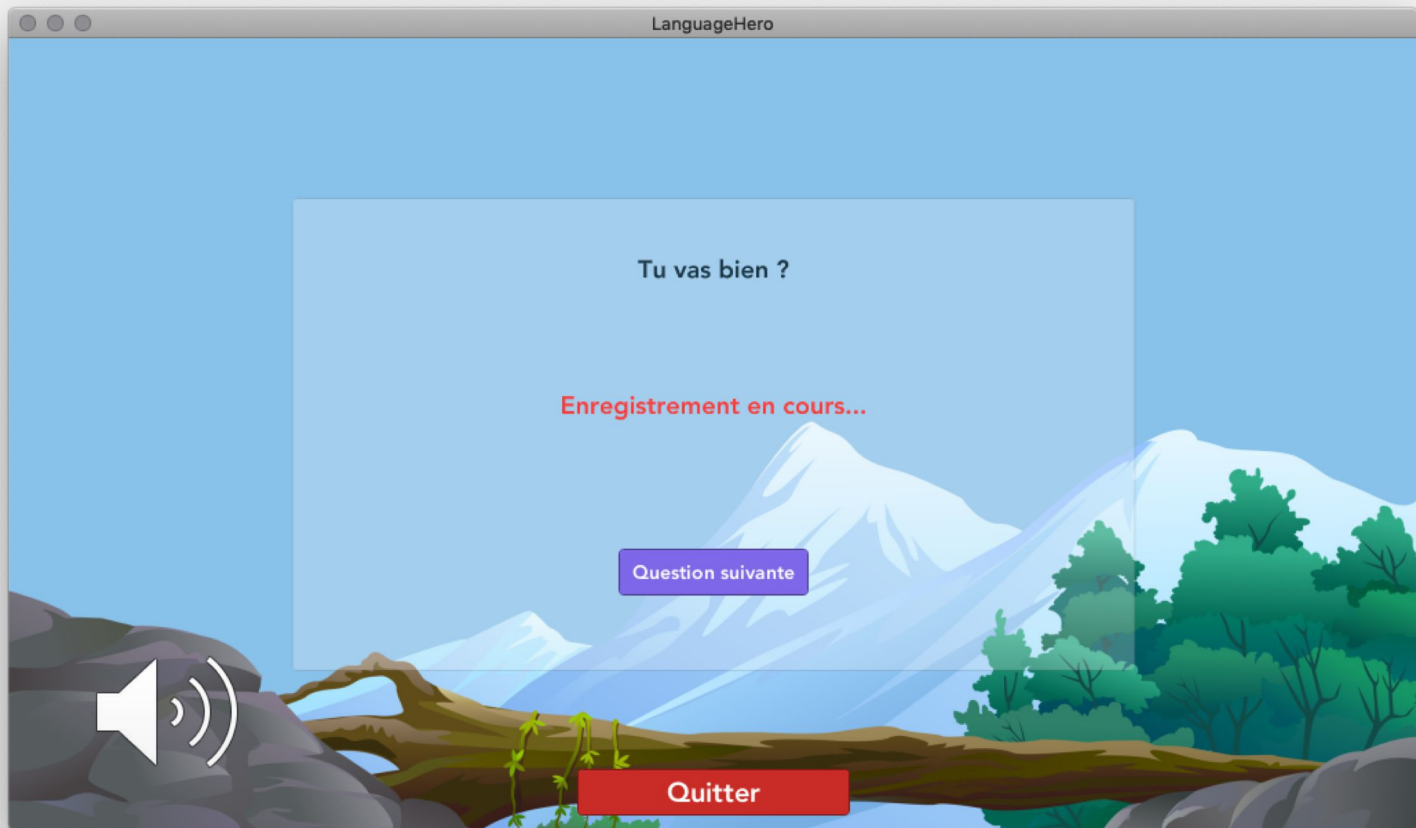 LanguageHero
Tu vas bien ?
Enregistrement en cours...
Question suivante
Quitter